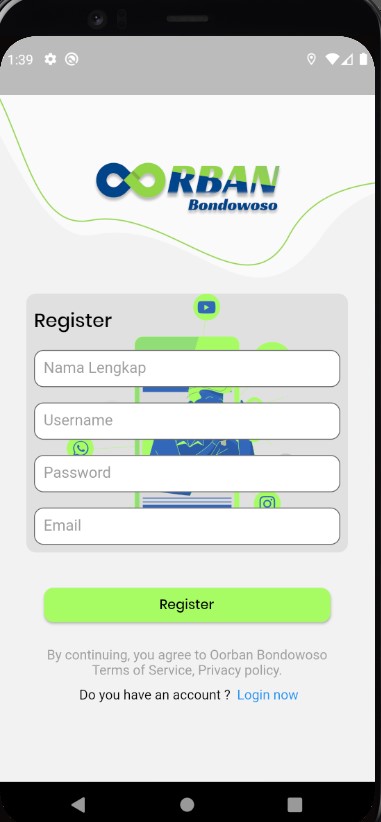 1:39
OORBAN
Bondowoso
Register
Nama Lengkap
Username
Password
Email
Register
By continuing, you agree to Oorban Bondowoso
Terms of Service, Privacy policy.
Do you have an account ? Login now